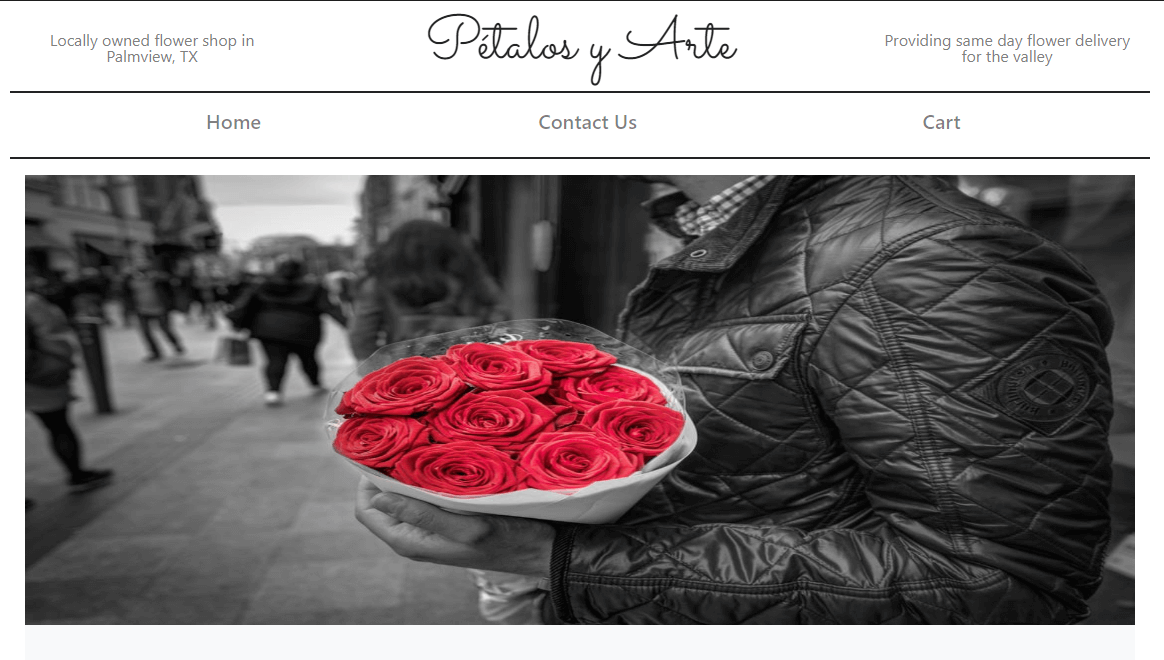 Locally owned flower shop in
Palmview, TX
Pétalos y Arte
Providing same day flower delivery
for the valley
Home
Contact Us
Cart